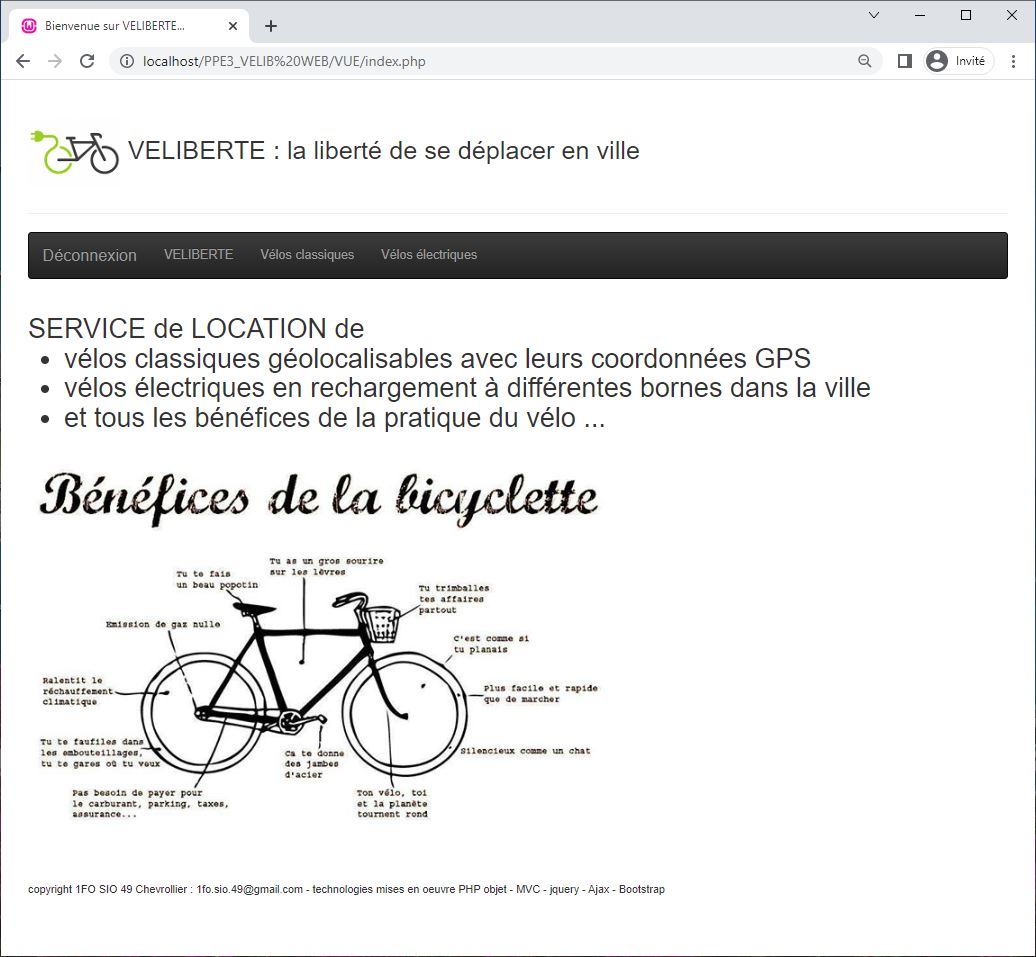 Bienvenue sur VELIBERTE...
localhost/PPE3_VELIB%20WEB/VUE/index.php
Invité
VELIBERTE : la liberté de se déplacer en ville
Déconnexion VELIBERTE Vélos classiques Vélos électriques
SERVICE de LOCATION de
• vélos classiques géolocalisables avec leurs coordonnées GPS
• vélos électriques en rechargement à différentes bornes dans la ville
• et tous les bénéfices de la pratique du vélo ...
Bénéfices de la bicyclette
Tu as un gros sourire
sur les lèvres
Tu te fais
un beau popotin
Tu trimballes
tes affaires
partout
Emission de gaz nulle
C'est comme si
tu planais
Ralentit le
réchauffement
climatique
Plus facile et rapide
que de marcher
Tu te faufiles dans
les embouteillages,
tu te gares où tu veux
Ca te donne
des jambes
d'acier
Silencieux comme un chat
Pas besoin de payer pour
le carburant, parking, taxes,
assurance...
Ton vélo, toi
et la planète
tournent rond
copyright 1FO SIO 49 Chevrollier : 1fo.sio.49@gmail.com - technologies mises en oeuvre PHP objet - MVC - jquery - Ajax - Bootstrap